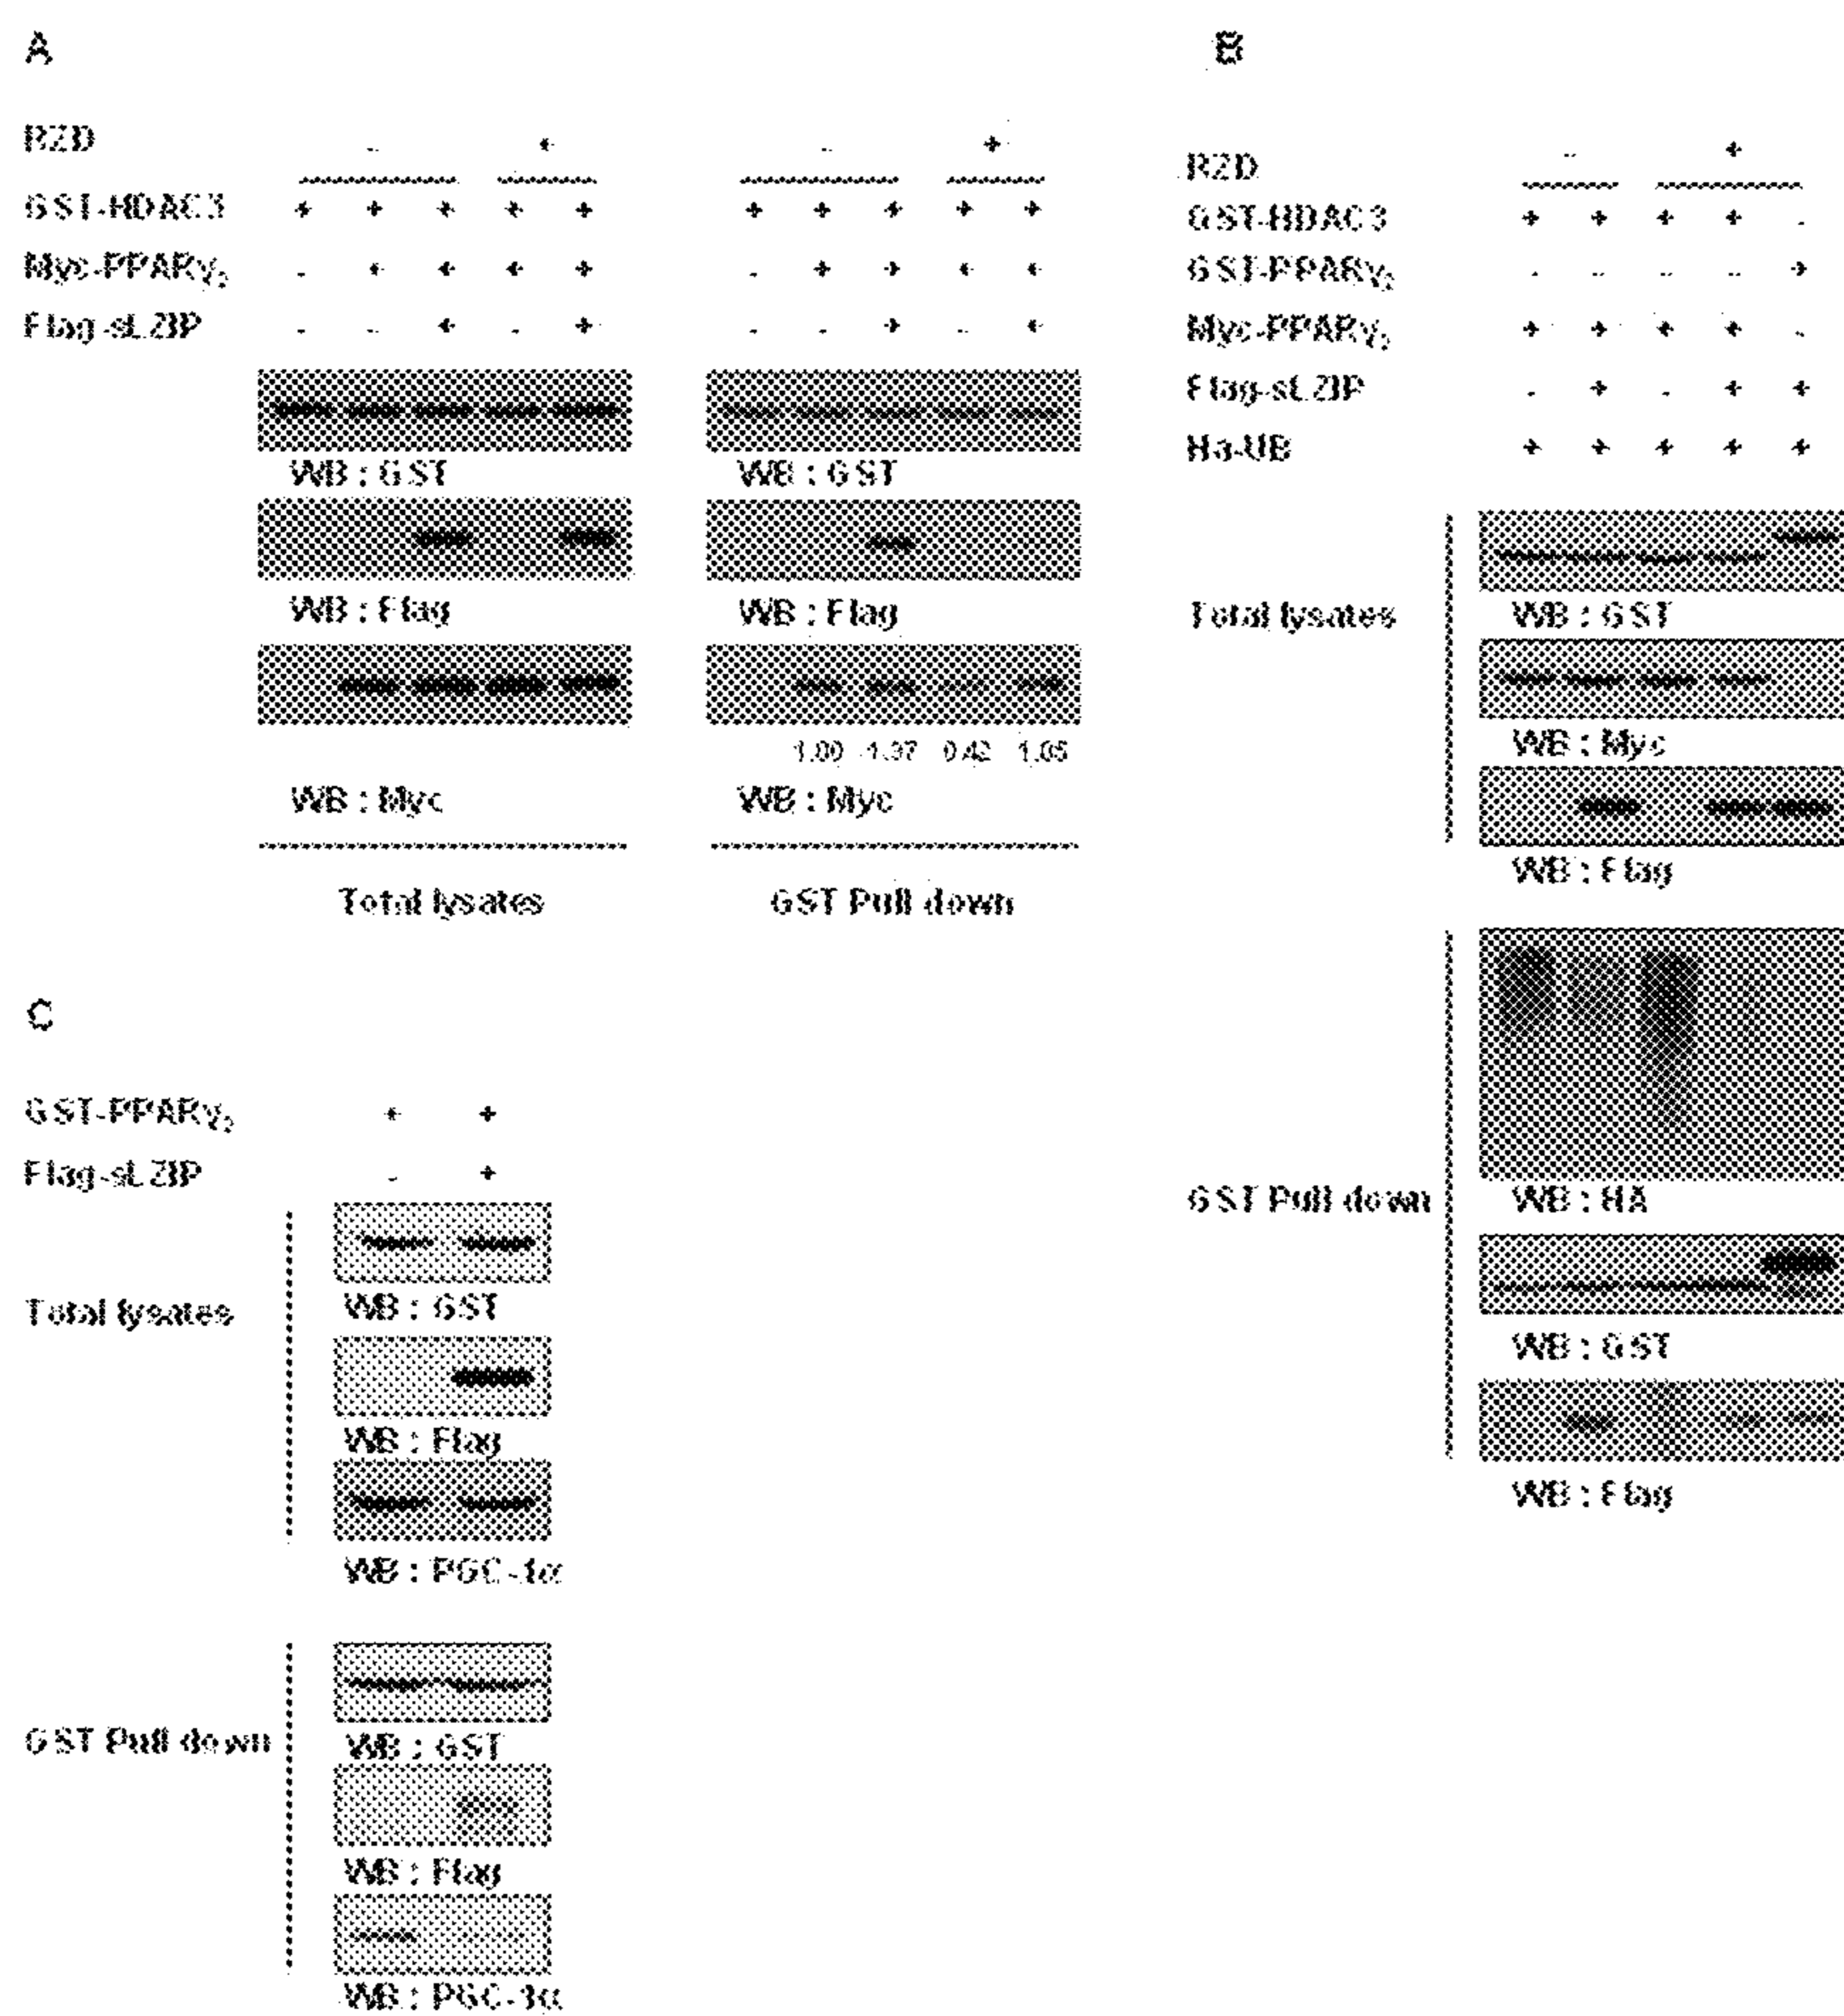 A
RZD - + - +
GST-HDAC3 + + + + + + + + + +
Myc-PPARγ2 - + + + + - + + + +
Flag-sLZIP - - + - + - - + - +
WB : GST WB : GST
WB : Flag WB : Flag
1.00 1.37 0.42 1.05
WB : Myc WB : Myc
Total lysates GST Pull down
B
RZD - +
GST-HDAC3 + + + + -
GST-PPARγ2 - - - - +
Myc-PPARγ2 + + + + -
Flag-sLZIP - + - + +
Ha-UB + + + + +
Total lysates
WB : GST
WB : Myc
WB : Flag
GST Pull down
WB : HA
WB : GST
WB : Flag
C
GST-PPARγ2 + +
Flag-sLZIP - +
Total lysates
WB : GST
WB : Flag
WB : PGC-1α
GST Pull down
WB : GST
WB : Flag
WB : PGC-1α